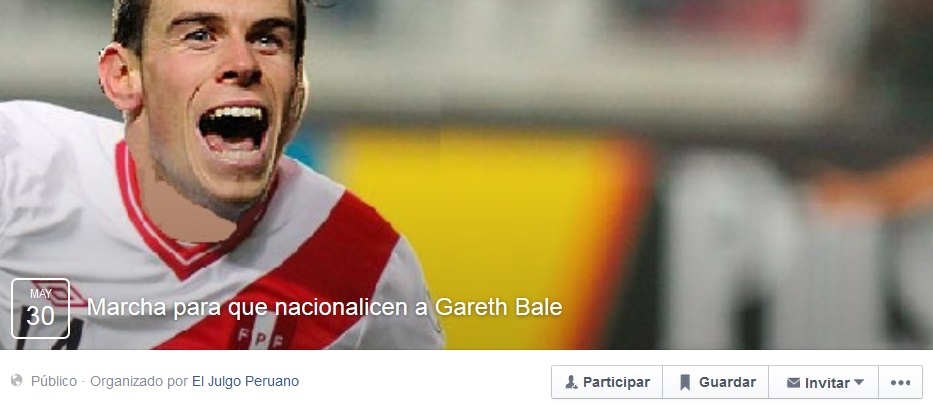 MAY
30
Marcha para que nacionalicen a Gareth Bale
FPF
Público · Organizado por El Julgo Peruano
Participar
Guardar
Invitar